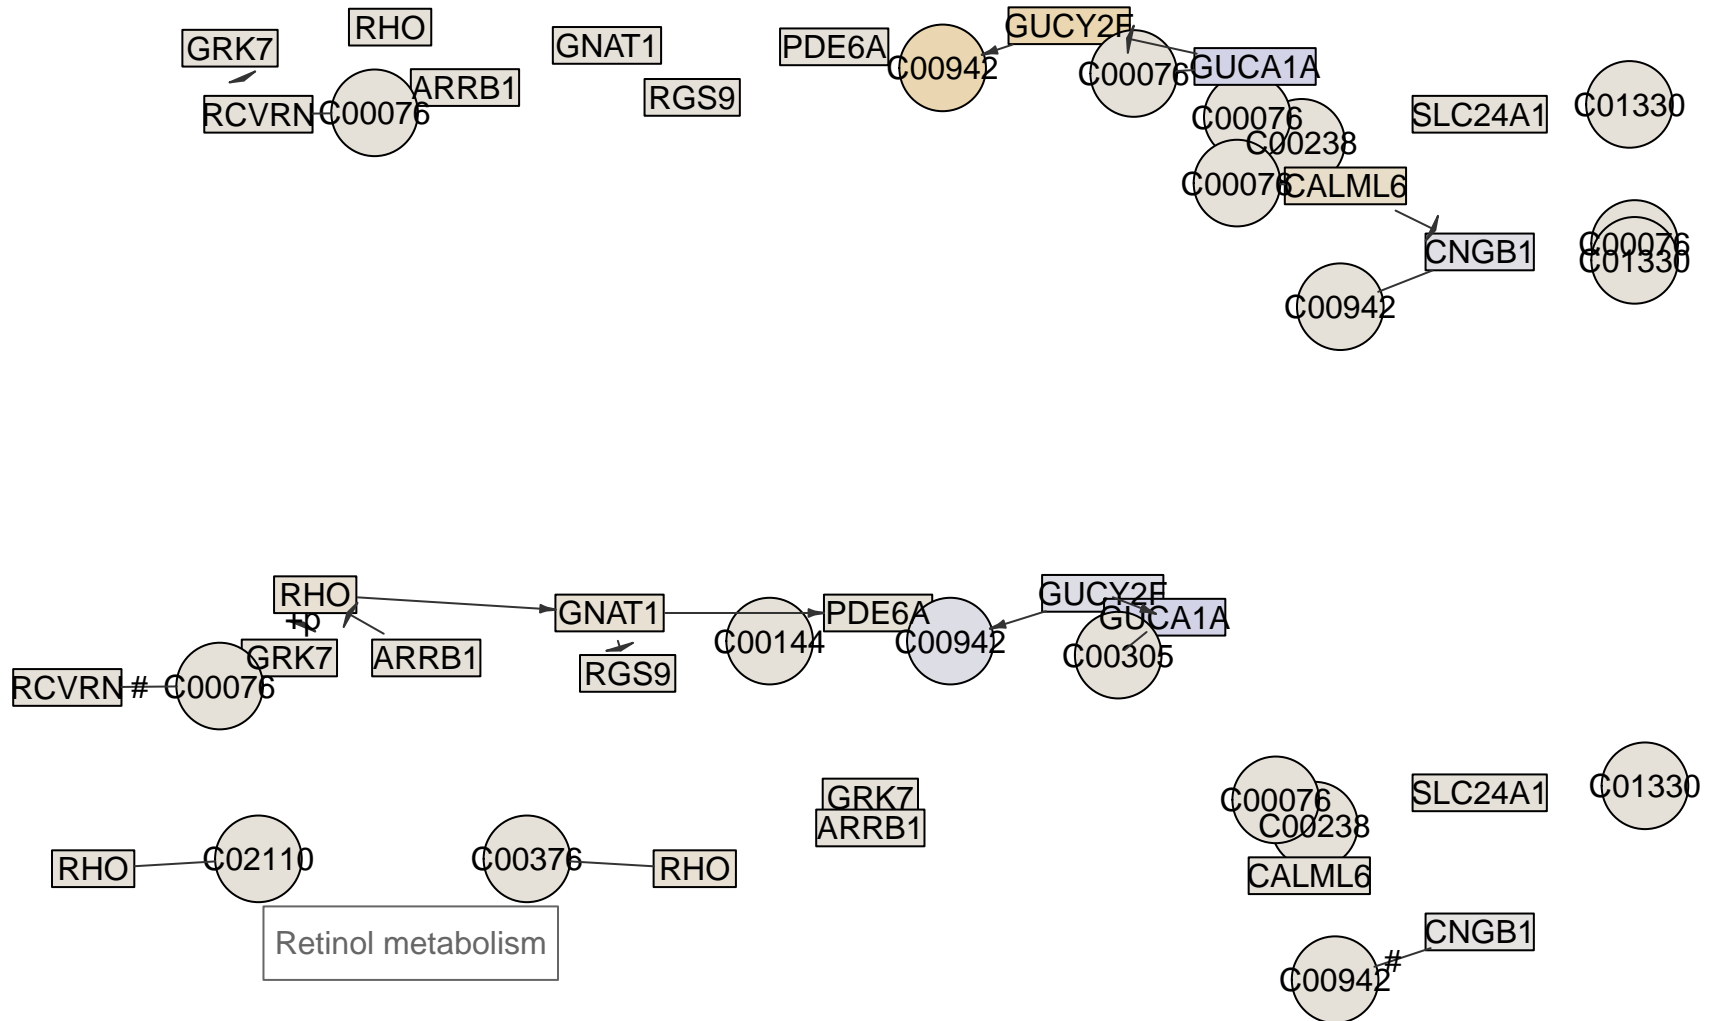 RHO
GRK7
GNAT1
PDE6A
C00942
GUCY2F
C00076
GUCA1A
RCVRN
C00076
ARRB1
RGS9
C00076
C00238
SLC24A1
C01330
C00076
CALML6
CNGB1
C00076
C01330
C00942
RHO
+p
GRK7
ARRB1
RCVRN
#
C00076
GNAT1
RGS9
C00144
PDE6A
C00942
GUCY2F
GUCA1A
C00305
GRK7
ARRB1
C00076
C00238
SLC24A1
C01330
RHO
C02110
C00376
RHO
CALML6
Retinol metabolism
CNGB1
#
C00942